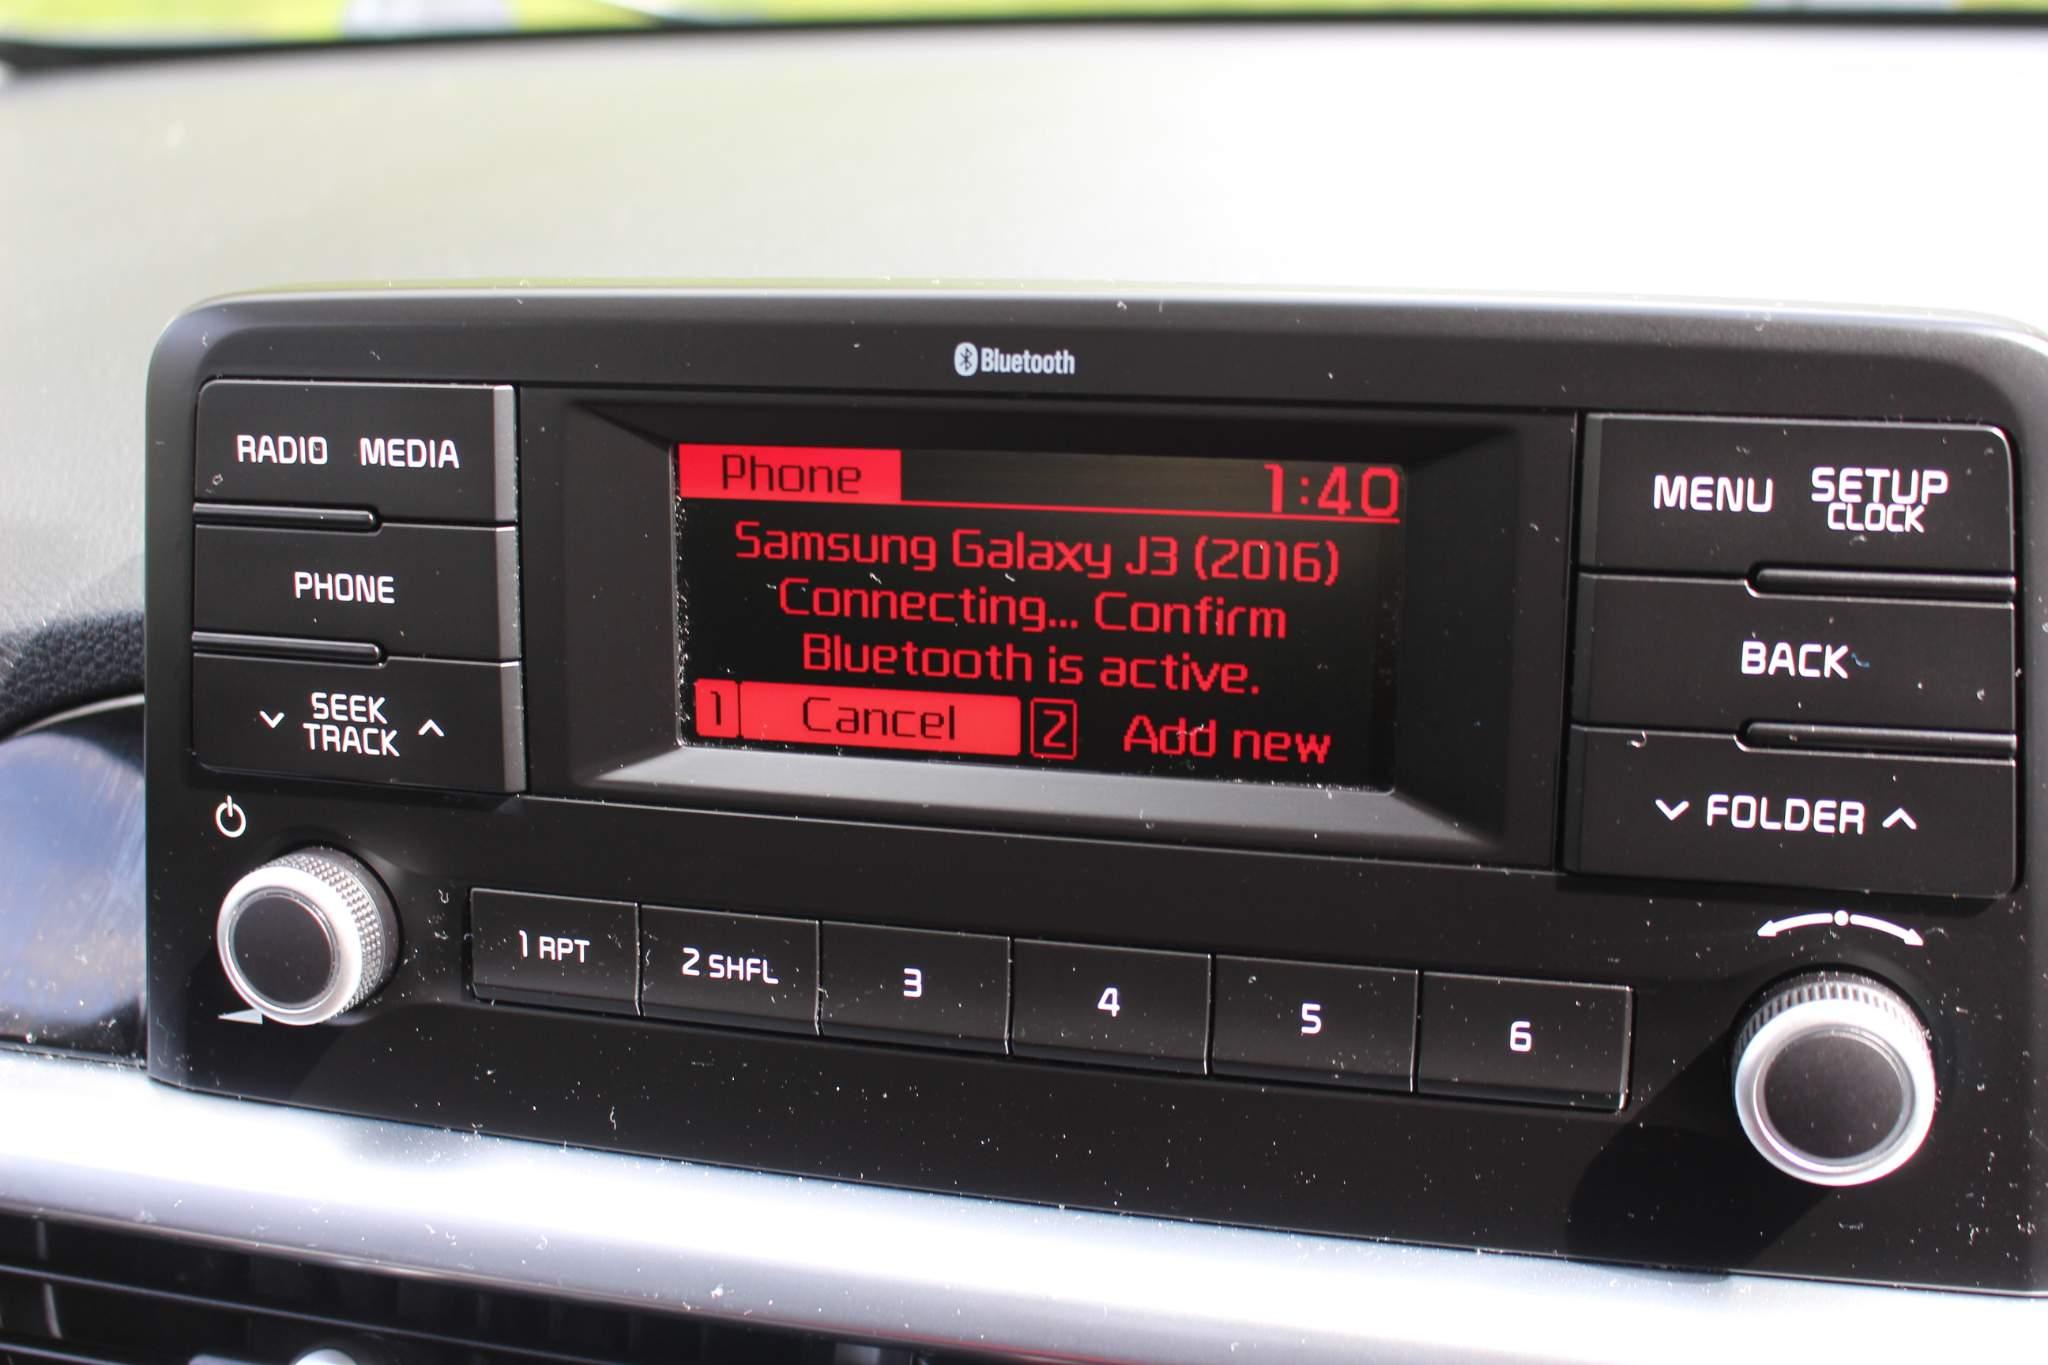 Bluetooth
RADIO MEDIA
PHONE
SEEK
TRACK
Phone 1:40
Samsung Galaxy J3 (2016)
Connecting... Confirm
Bluetooth is active.
1 Cancel 2 Add new
MENU SETUP
CLOCK
BACK
FOLDER
1 RPT 2 SHFL 3 4 5 6